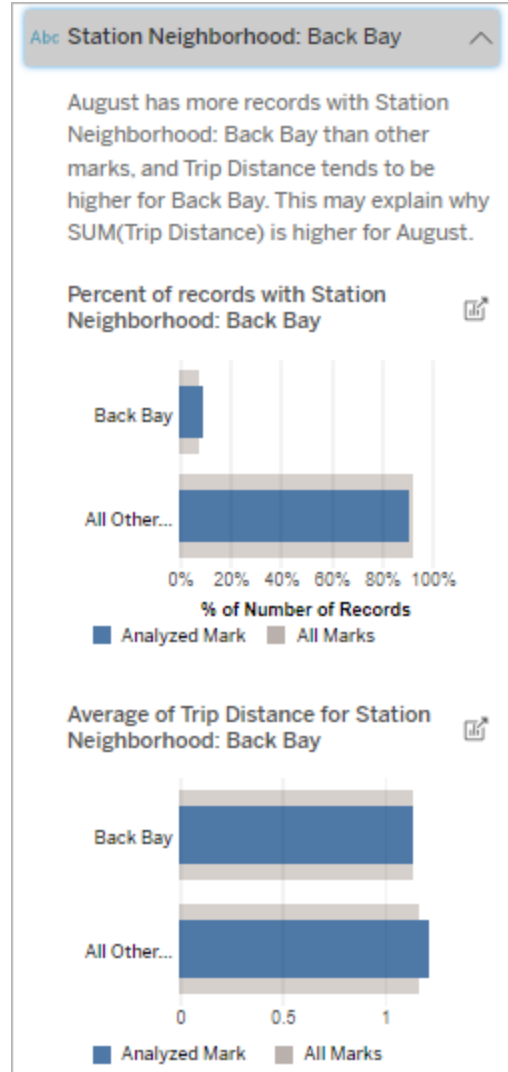 Abc Station Neighborhood: Back Bay
August has more records with Station
Neighborhood: Back Bay than other
marks, and Trip Distance tends to be
higher for Back Bay. This may explain why
SUM(Trip Distance) is higher for August.
Percent of records with Station
Neighborhood: Back Bay
Back Bay
All Other...
0% 20% 40% 60% 80% 100%
% of Number of Records
Analyzed Mark All Marks
Average of Trip Distance for Station
Neighborhood: Back Bay
Back Bay
All Other...
0 0.5 1
Analyzed Mark All Marks